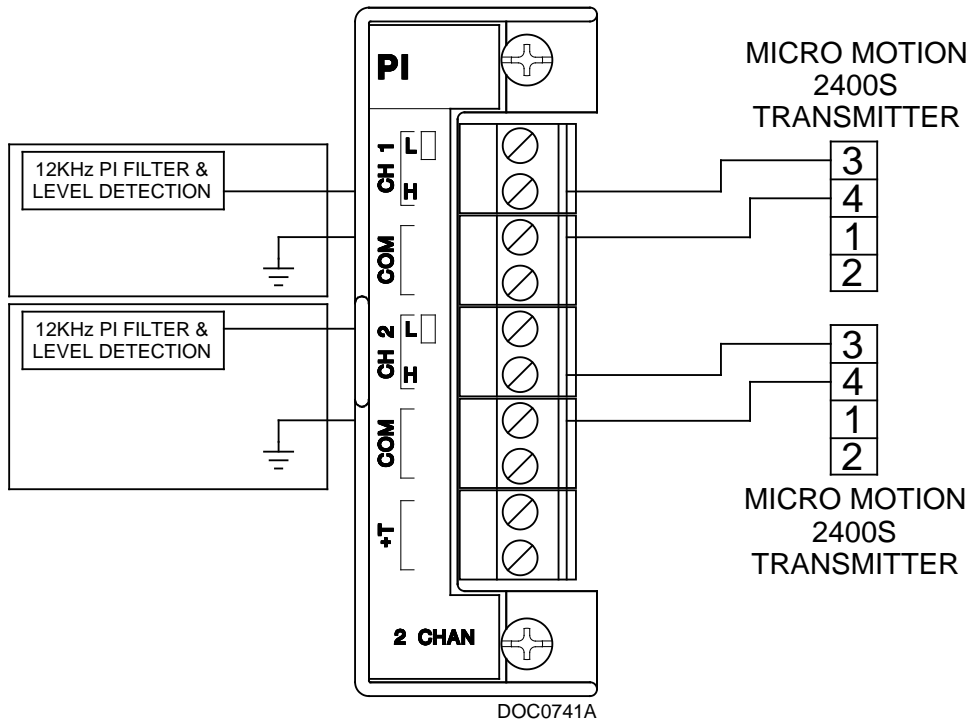 PI
MICRO MOTION
2400S
TRANSMITTER
12KHz PI FILTER &
LEVEL DETECTION
CH 1
L
H
COM
3
4
1
2
12KHz PI FILTER &
LEVEL DETECTION
CH 2
L
H
COM
3
4
1
2
MICRO MOTION
2400S
TRANSMITTER
+T
2 CHAN
DOC0741A